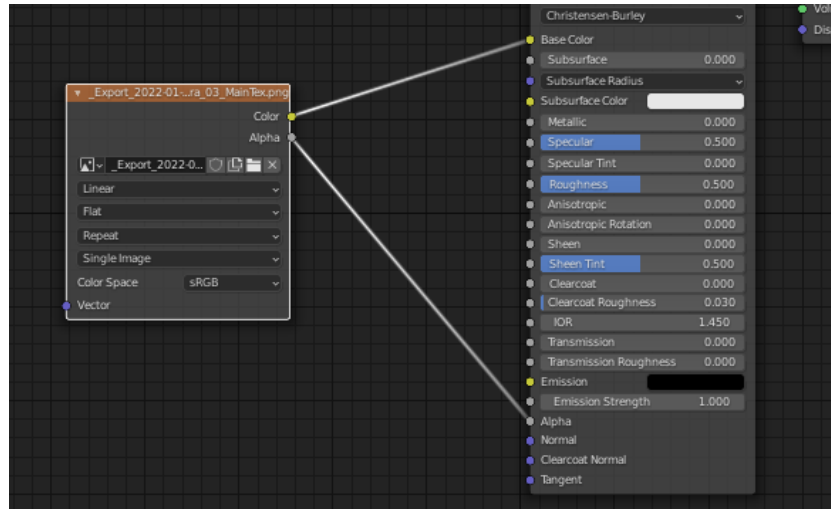 Christensen-Burley
Base Color
Subsurface 0.000
Subsurface Radius
Subsurface Color
Metallic 0.000
Specular 0.500
Specular Tint 0.000
Roughness 0.500
Anisotropic 0.000
Anisotropic Rotation 0.000
Sheen 0.000
Sheen Tint 0.500
Clearcoat 0.000
Clearcoat Roughness 0.030
IOR 1.450
Transmission 0.000
Transmission Roughness 0.000
Emission
Emission Strength 1.000
Alpha
Normal
Clearcoat Normal
Tangent
_Export_2022-01-...ra_03_MainTex.png
Color
Alpha
_Export_2022-0...
Linear
Flat
Repeat
Single Image
Color Space sRGB
Vector
Vol
Dis